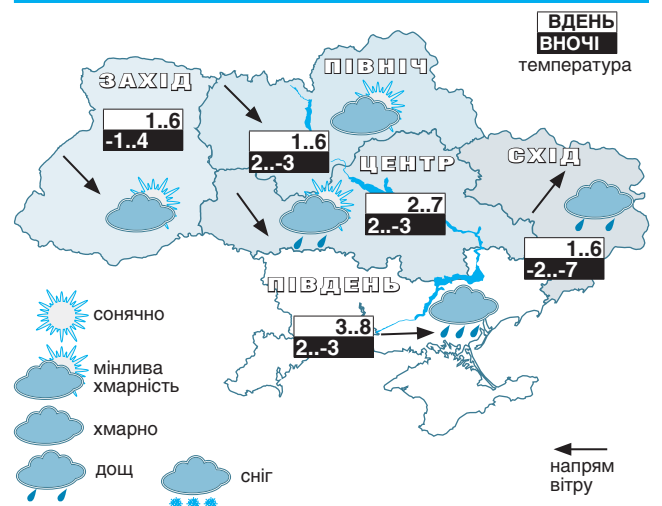 ВДЕНЬ
ВНОЧІ
температура
ПІВНІЧ
ЗАХІД
1..6
-1..4
1..6
2..-3
ЦЕНТР
СХІД
2..7
2..-3
1..6
-2..-7
ПІВДЕНЬ
3..8
2..-3
сонячно
мінлива
хмарність
хмарно
дощ
сніг
напрям
вітру